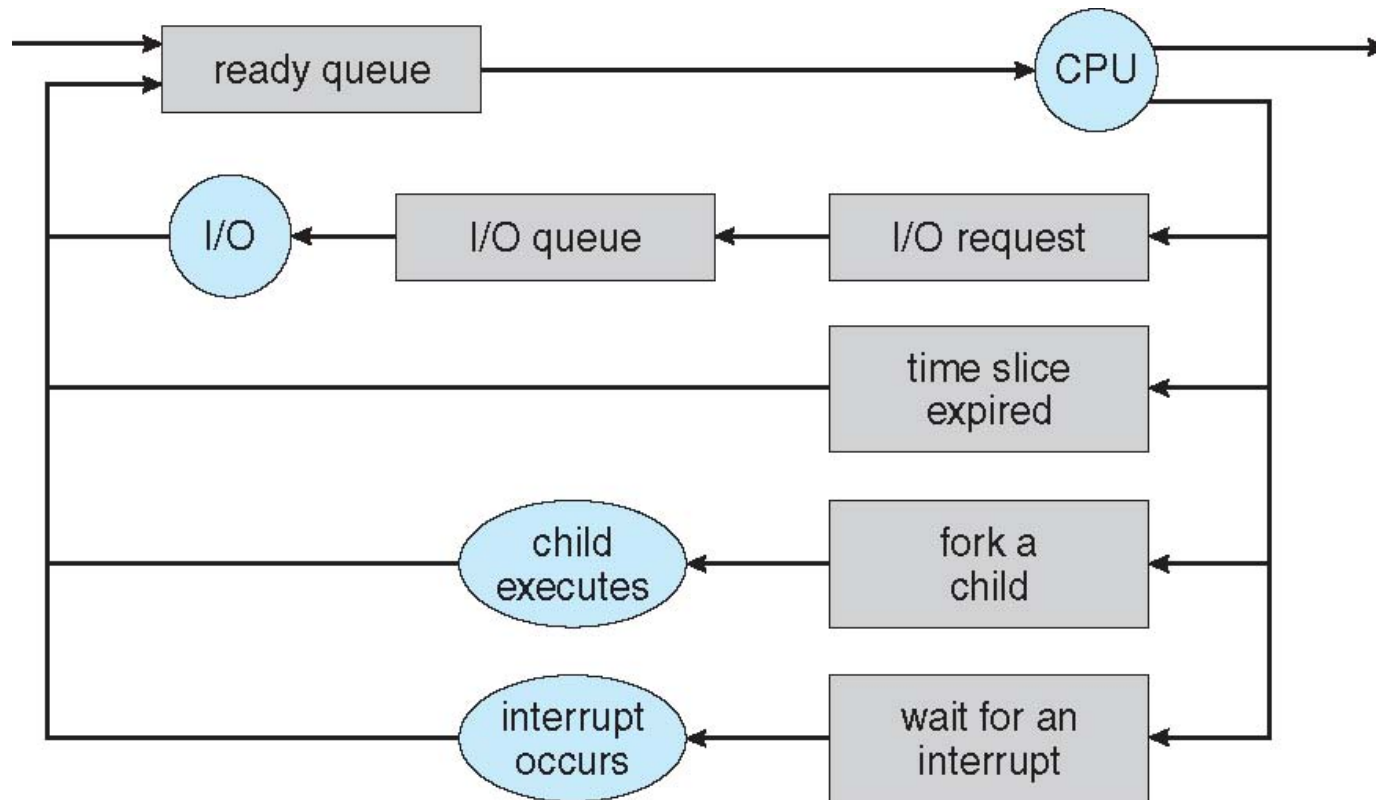 ready queue
CPU
I/O
I/O queue
I/O request
time slice
expired
child
executes
fork a
child
interrupt
occurs
wait for an
interrupt